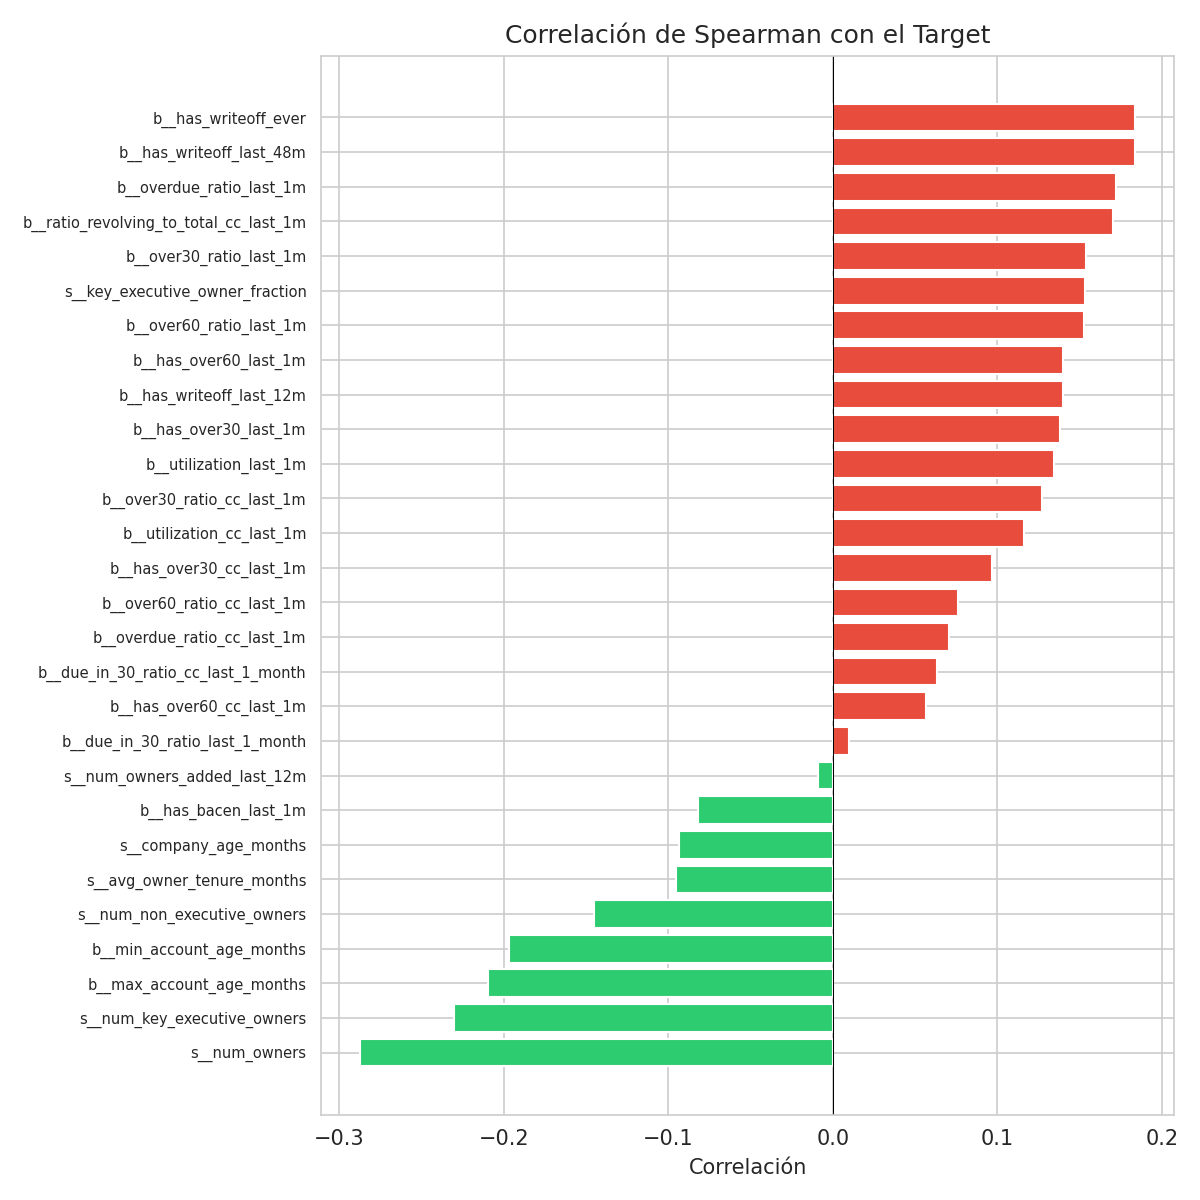 Correlación de Spearman con el Target
b__has_writeoff_ever
b__has_writeoff_last_48m
b__overdue_ratio_last_1m
b__ratio_revolving_to_total_cc_last_1m
b__over30_ratio_last_1m
s__key_executive_owner_fraction
b__over60_ratio_last_1m
b__has_over60_last_1m
b__has_writeoff_last_12m
b__has_over30_last_1m
b__utilization_last_1m
b__over30_ratio_cc_last_1m
b__utilization_cc_last_1m
b__has_over30_cc_last_1m
b__over60_ratio_cc_last_1m
b__overdue_ratio_cc_last_1m
b__due_in_30_ratio_cc_last_1_month
b__has_over60_cc_last_1m
b__due_in_30_ratio_last_1_month
s__num_owners_added_last_12m
b__has_bacen_last_1m
s__company_age_months
s__avg_owner_tenure_months
s__num_non_executive_owners
b__min_account_age_months
b__max_account_age_months
s__num_key_executive_owners
s__num_owners
−0.3 −0.2 −0.1 0.0 0.1 0.2
Correlación